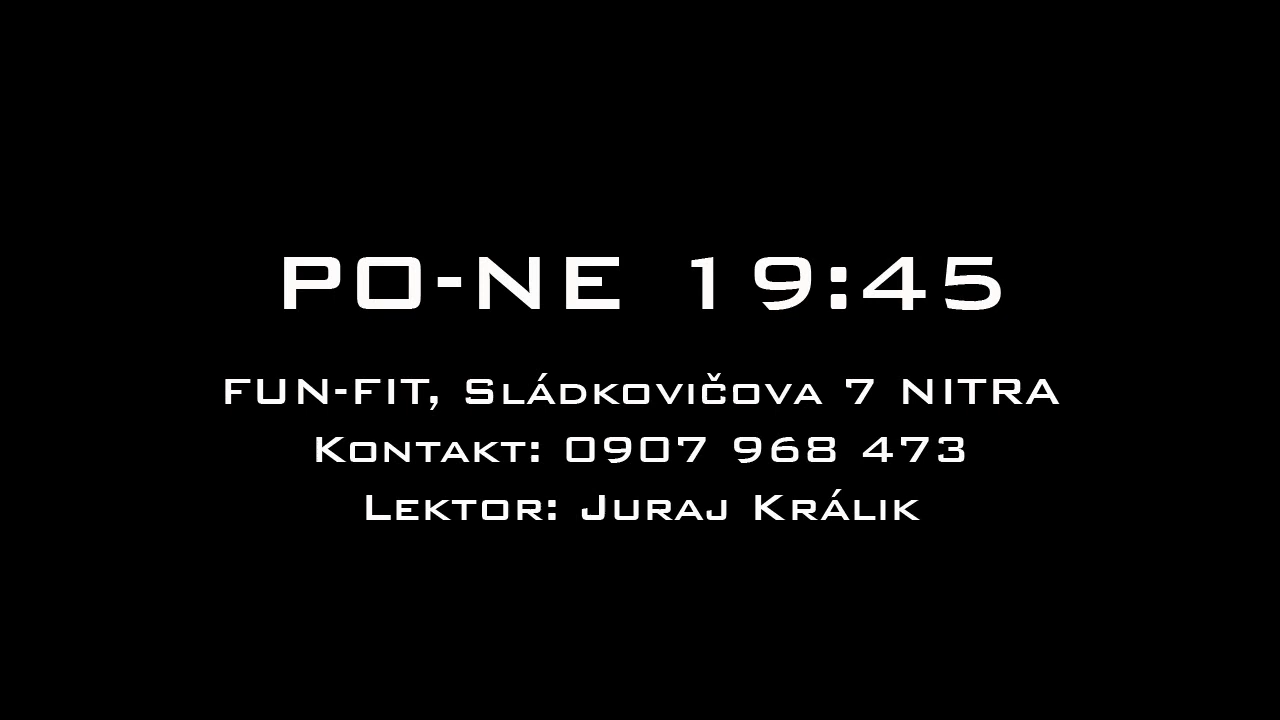 PO-NE 19:45
FUN-FIT, Sládkovičova 7 NITRA
Kontakt: 0907 968 473
Lektor: Juraj Králik